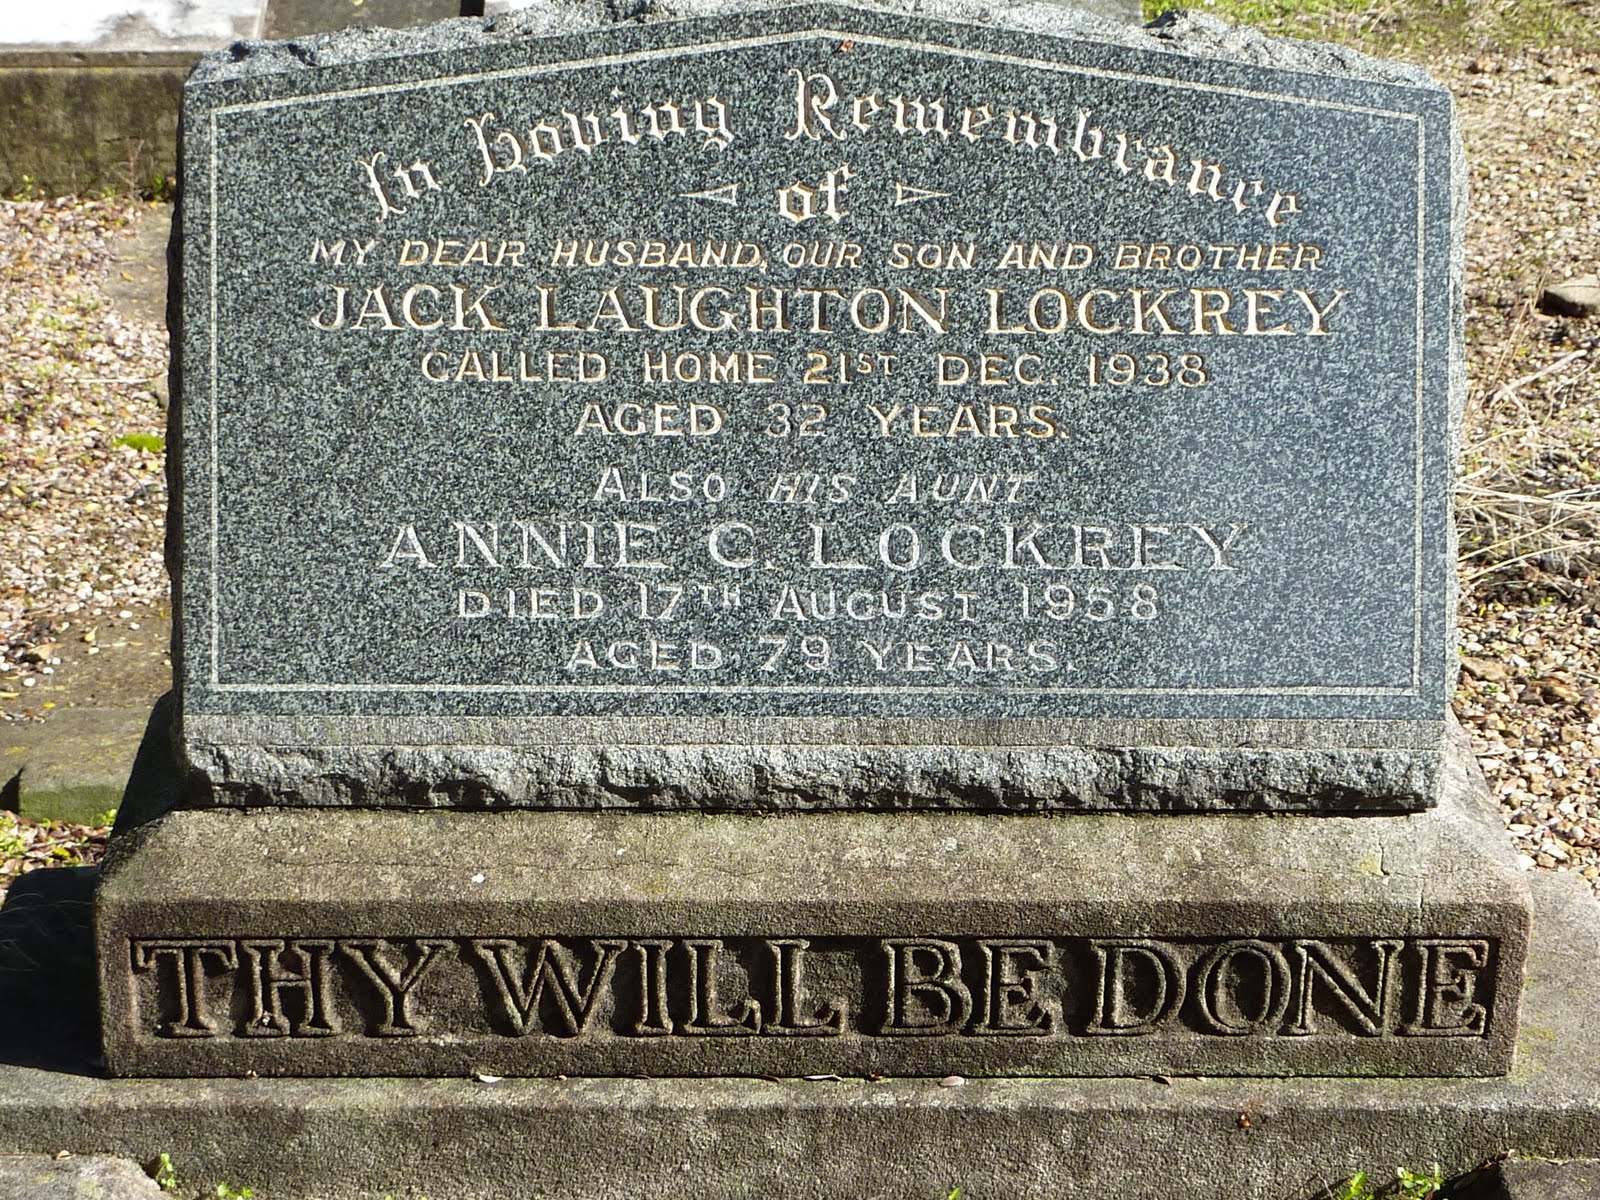 In Loving Remembrance
of
MY DEAR HUSBAND, OUR SON AND BROTHER
JACK LAUGHTON LOCKREY
CALLED HOME 21ST DEC. 1938
AGED 32 YEARS.
ALSO HIS AUNT
ANNIE C. LOCKREY
DIED 17TH AUGUST 1958
AGED 79 YEARS.
THY WILL BE DONE